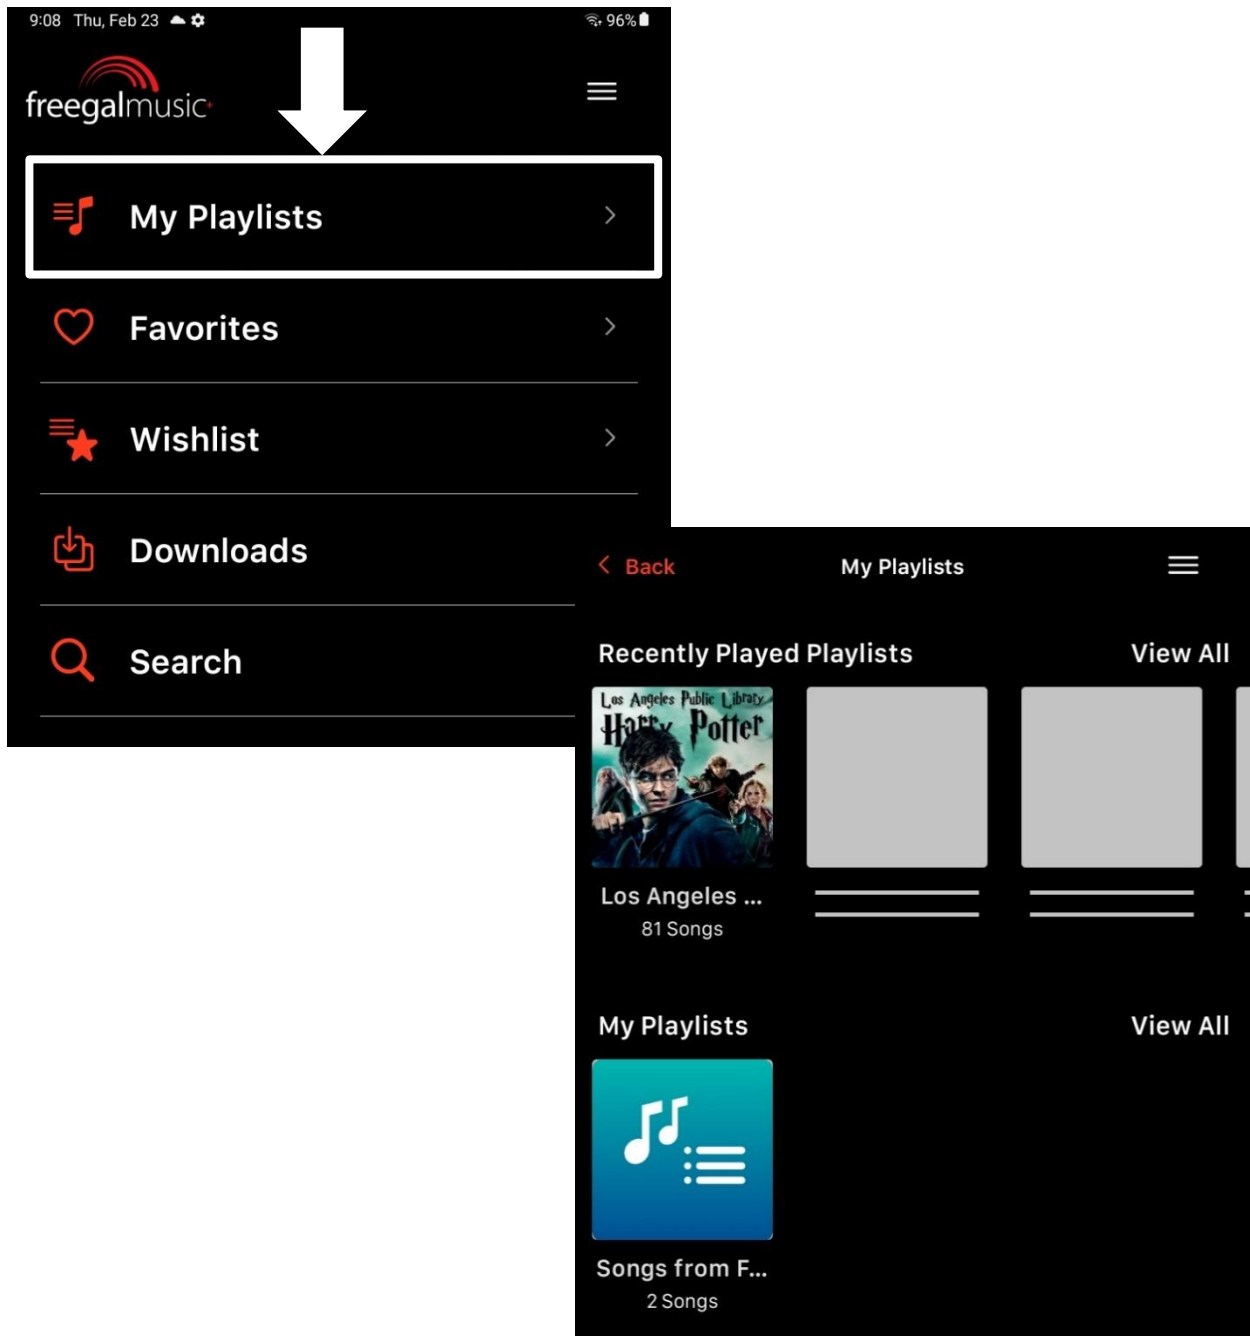 9:08 Thu, Feb 23
96%
freegalmusic+
My Playlists
Favorites
Wishlist
Downloads
Search
Back My Playlists
Recently Played Playlists View All
Los Angeles Public Library
Harry Potter
Los Angeles ...
81 Songs
My Playlists View All
Songs from F...
2 Songs